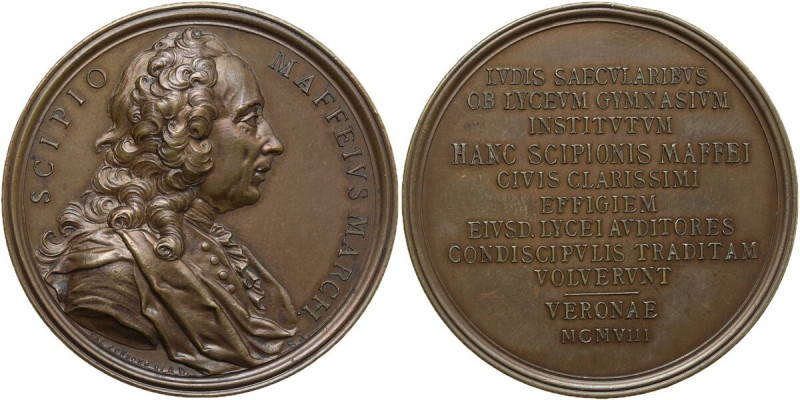 SCIPIO MAFFEIVS MARCH.
LVDIS SAECVLARIBVS
OB LYCEVM GYMNASIVM
INSTITVTVM
HANC SCIPIONIS MAFFEI
CIVIS CLARISSIMI
EFFIGIEM
EIVSD. LYCEI AVDITORES
CONDISCIPVLIS TRADITAM
VOLVERVNT
VERONAE
MCMVIII